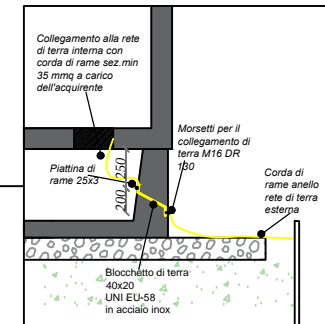 Collegamento alla rete
di terra interna con
corda di rame sez.min
35 mmq a carico
dell'acquirente
Morsetti per il
collegamento di
terra M16 DR
130
Piattina di
rame 25x3
250
200
Corda di
rame anello
rete di terra
esterna
Blocchetto di terra
40x20
UNI EU-58
in acciaio inox